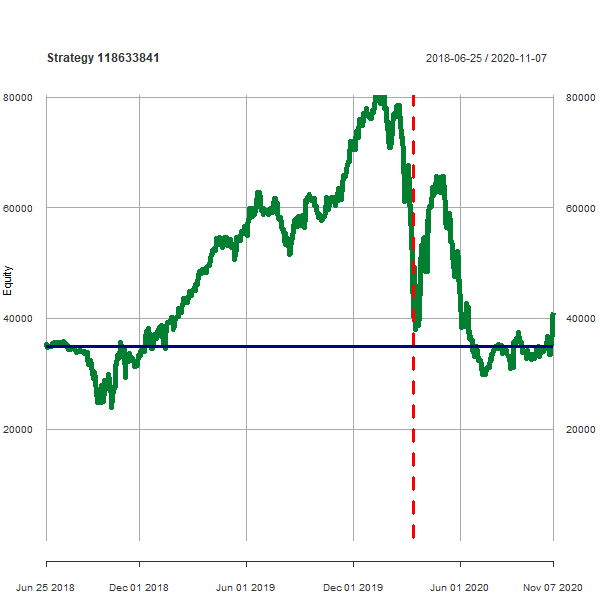 Strategy 118633841 2018-06-25 / 2020-11-07
80000 80000
60000 60000
Equity
40000 40000
20000 20000
Jun 25 2018 Dec 01 2018 Jun 01 2019 Dec 01 2019 Jun 01 2020 Nov 07 2020